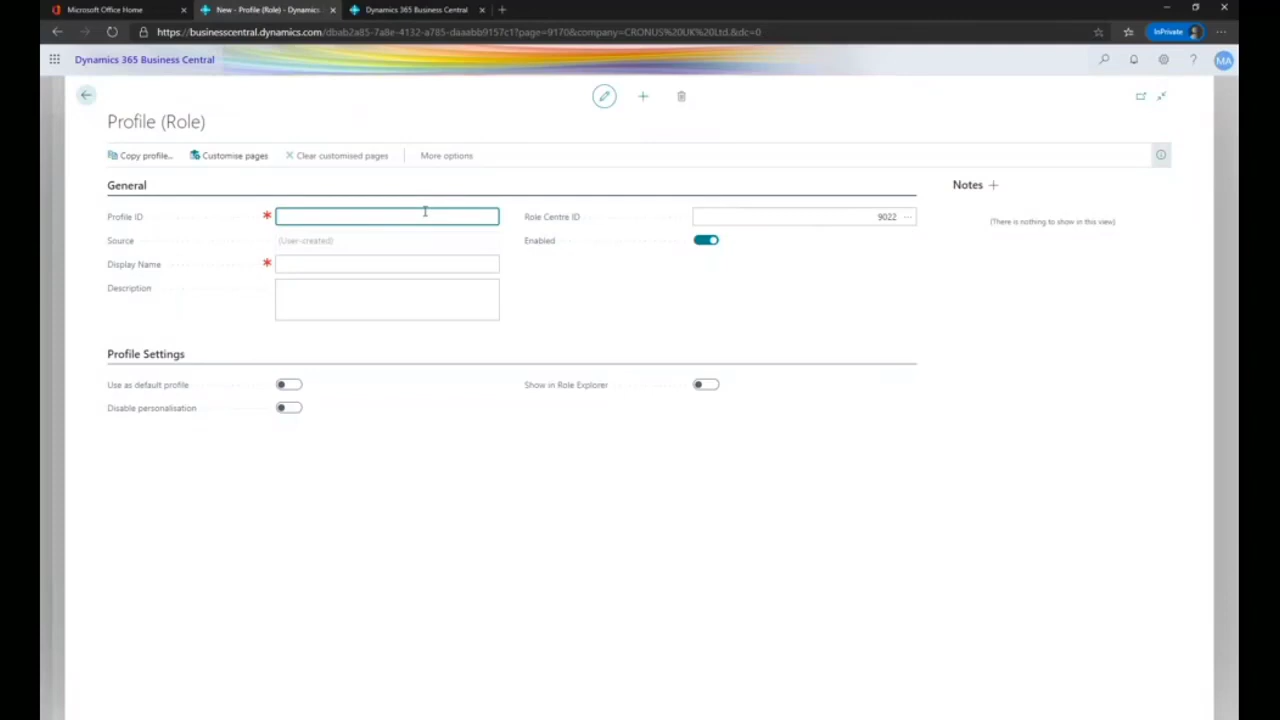 Microsoft Office Home
New - Profile (Role) - Dynamics
Dynamics 365 Business Central
https://businesscentral.dynamics.com/dbab2a85-7a8e-4132-a785-daaabb9157c1?page=9170&company=CRONUS%20UK%20Ltd.&dc=0
InPrivate
Dynamics 365 Business Central
MA
Profile (Role)
Copy profile...
Customise pages
Clear customised pages
More options
General
Notes
Profile ID
Role Centre ID
9022
(There is nothing to show in this view)
Source
(User-created)
Enabled
Display Name
Description
Profile Settings
Use as default profile
Show in Role Explorer
Disable personalisation